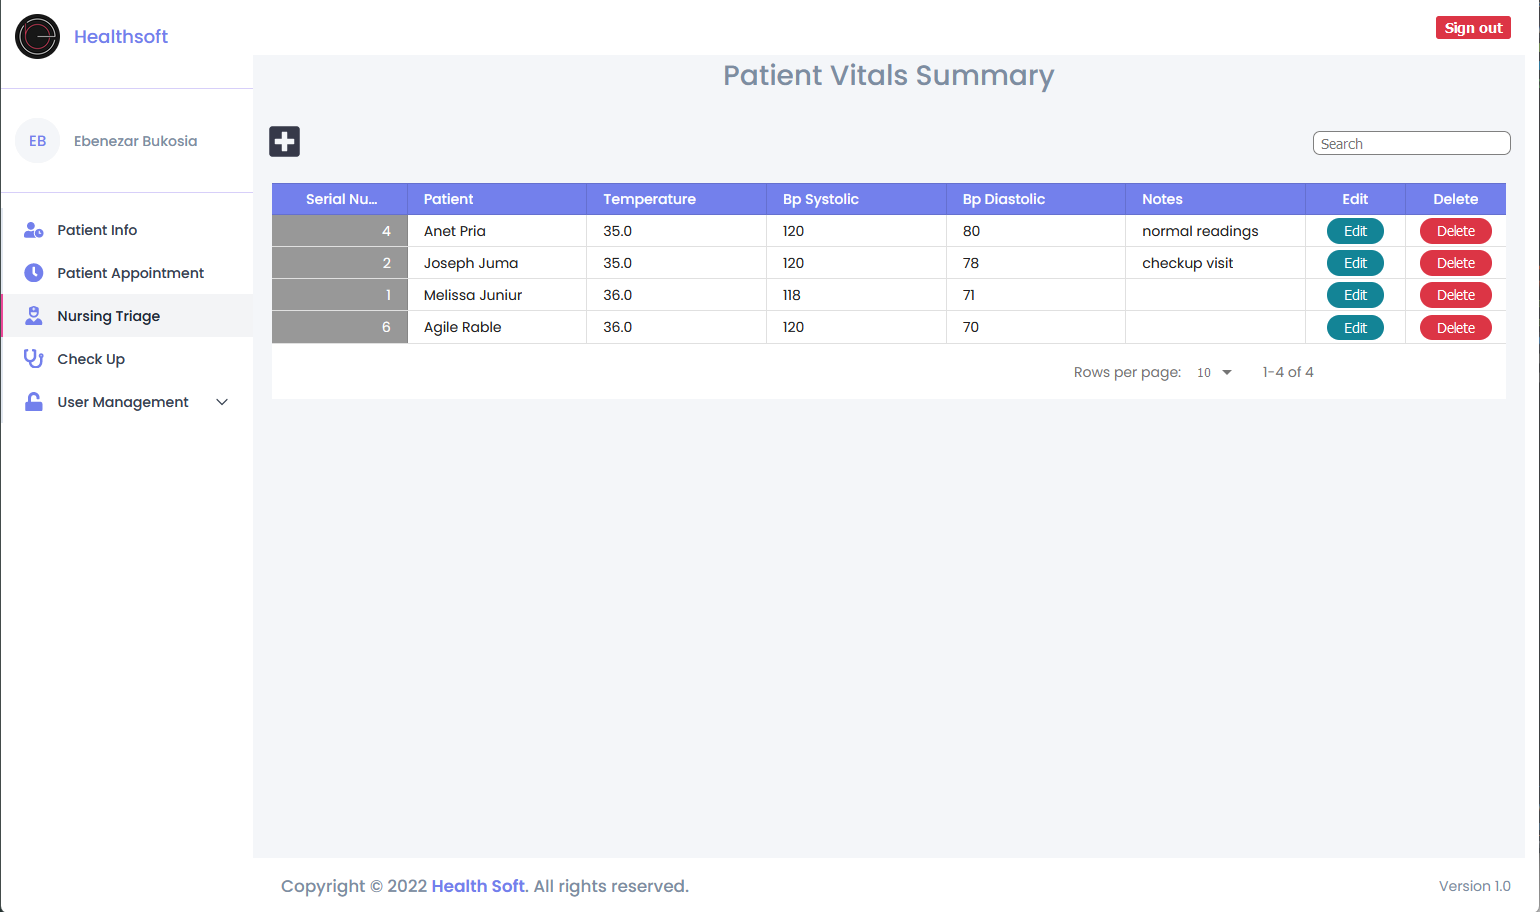 Healthsoft
Sign out
Patient Vitals Summary
EB Ebenezar Bukosia
Search
Patient Info
Patient Appointment
Nursing Triage
Check Up
User Management
Serial Nu... Patient Temperature Bp Systolic Bp Diastolic Notes Edit Delete
4 Anet Pria 35.0 120 80 normal readings Edit Delete
2 Joseph Juma 35.0 120 78 checkup visit Edit Delete
1 Melissa Juniur 36.0 118 71 Edit Delete
6 Agile Rable 36.0 120 70 Edit Delete
Rows per page: 10 1-4 of 4
Copyright © 2022 Health Soft. All rights reserved.
Version 1.0